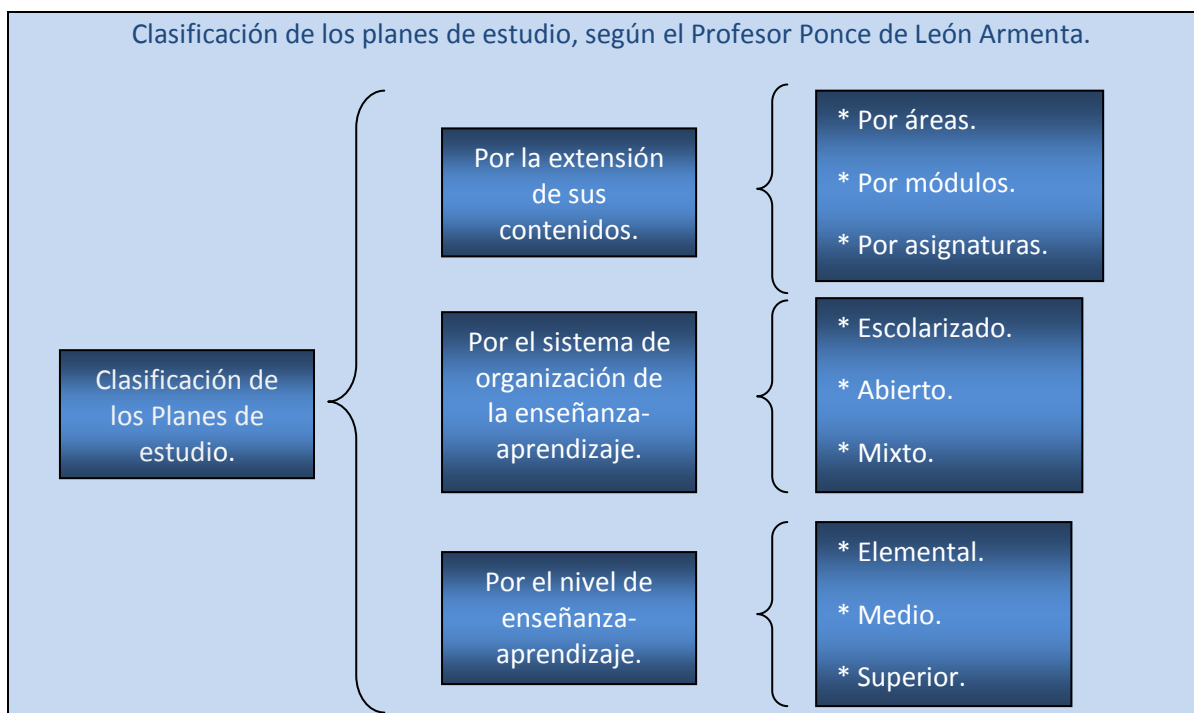 Clasificación de los planes de estudio, según el Profesor Ponce de León Armenta.
Clasificación de
los Planes de
estudio.
Por la extensión
de sus
contenidos.
* Por áreas.
* Por módulos.
* Por asignaturas.
Por el sistema de
organización de
la enseñanza-
aprendizaje.
* Escolarizado.
* Abierto.
* Mixto.
Por el nivel de
enseñanza-
aprendizaje.
* Elemental.
* Medio.
* Superior.